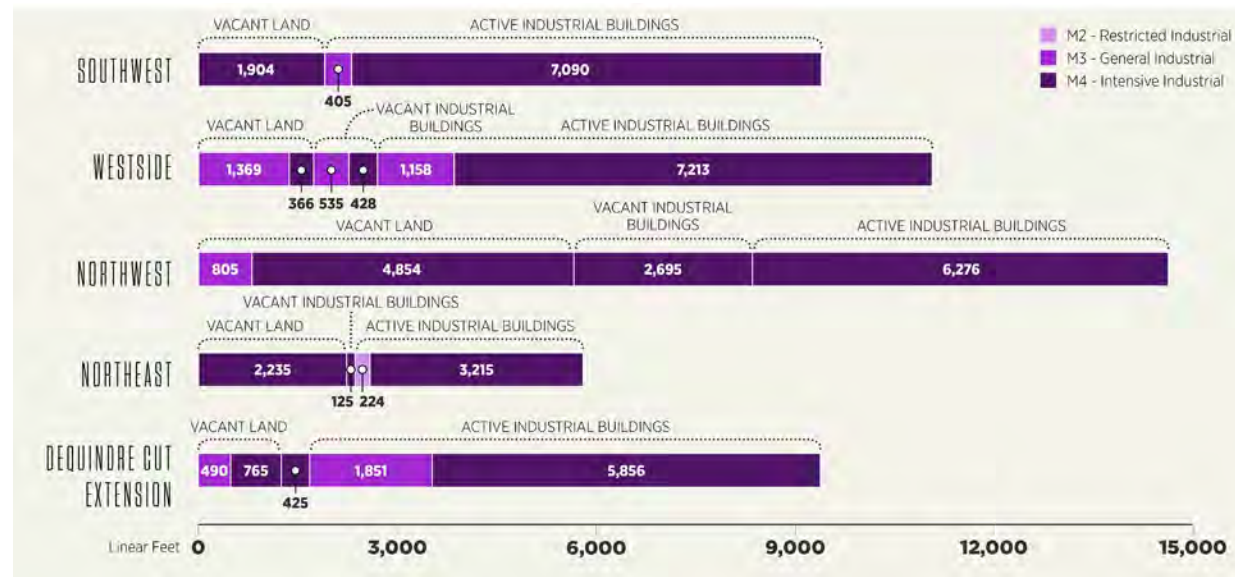 VACANT LAND ACTIVE INDUSTRIAL BUILDINGS
M2 - Restricted Industrial
M3 - General Industrial
M4 - Intensive Industrial
SOUTHWEST 1,904 7,090
405
VACANT LAND VACANT INDUSTRIAL BUILDINGS ACTIVE INDUSTRIAL BUILDINGS
WESTSIDE 1,369 1,158 7,213
366 535 428
VACANT LAND VACANT INDUSTRIAL BUILDINGS ACTIVE INDUSTRIAL BUILDINGS
NORTHWEST 805 4,854 2,695 6,276
VACANT INDUSTRIAL BUILDINGS
VACANT LAND ACTIVE INDUSTRIAL BUILDINGS
NORTHEAST 2,235 3,215
125 224
VACANT LAND ACTIVE INDUSTRIAL BUILDINGS
DEQUINDRE CUT
EXTENSION
490 765 1,851 5,856
425
Linear Feet 0 3,000 6,000 9,000 12,000 15,000